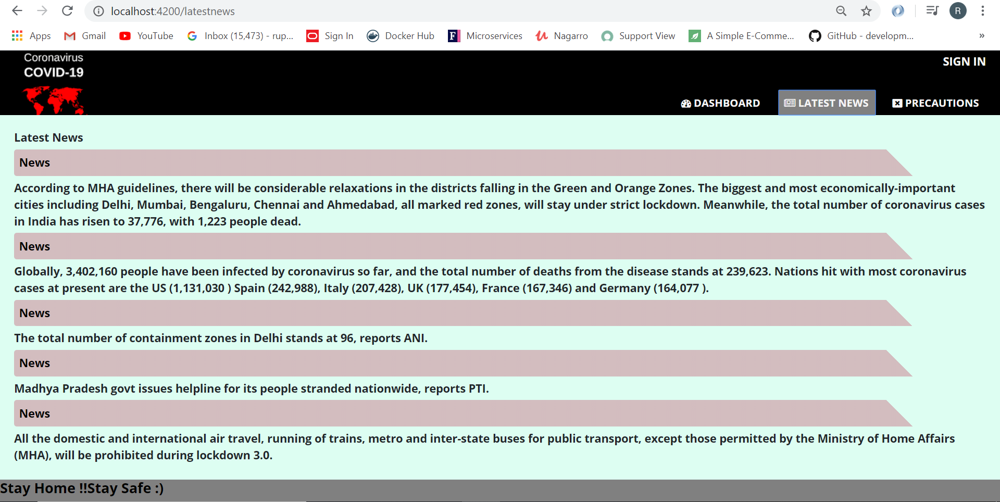 localhost:4200/latestnews
R
Apps Gmail YouTube Inbox (15,473) - rup... Sign In Docker Hub F Microservices Nagarro Support View A Simple E-Comme... GitHub - developm... »
Coronavirus
COVID-19
SIGN IN
DASHBOARD LATEST NEWS PRECAUTIONS
Latest News
News
According to MHA guidelines, there will be considerable relaxations in the districts falling in the Green and Orange Zones. The biggest and most economically-important
cities including Delhi, Mumbai, Bengaluru, Chennai and Ahmedabad, all marked red zones, will stay under strict lockdown. Meanwhile, the total number of coronavirus cases
in India has risen to 37,776, with 1,223 people dead.
News
Globally, 3,402,160 people have been infected by coronavirus so far, and the total number of deaths from the disease stands at 239,623. Nations hit with most coronavirus
cases at present are the US (1,131,030 ) Spain (242,988), Italy (207,428), UK (177,454), France (167,346) and Germany (164,077 ).
News
The total number of containment zones in Delhi stands at 96, reports ANI.
News
Madhya Pradesh govt issues helpline for its people stranded nationwide, reports PTI.
News
All the domestic and international air travel, running of trains, metro and inter-state buses for public transport, except those permitted by the Ministry of Home Affairs
(MHA), will be prohibited during lockdown 3.0.
Stay Home !!Stay Safe :)